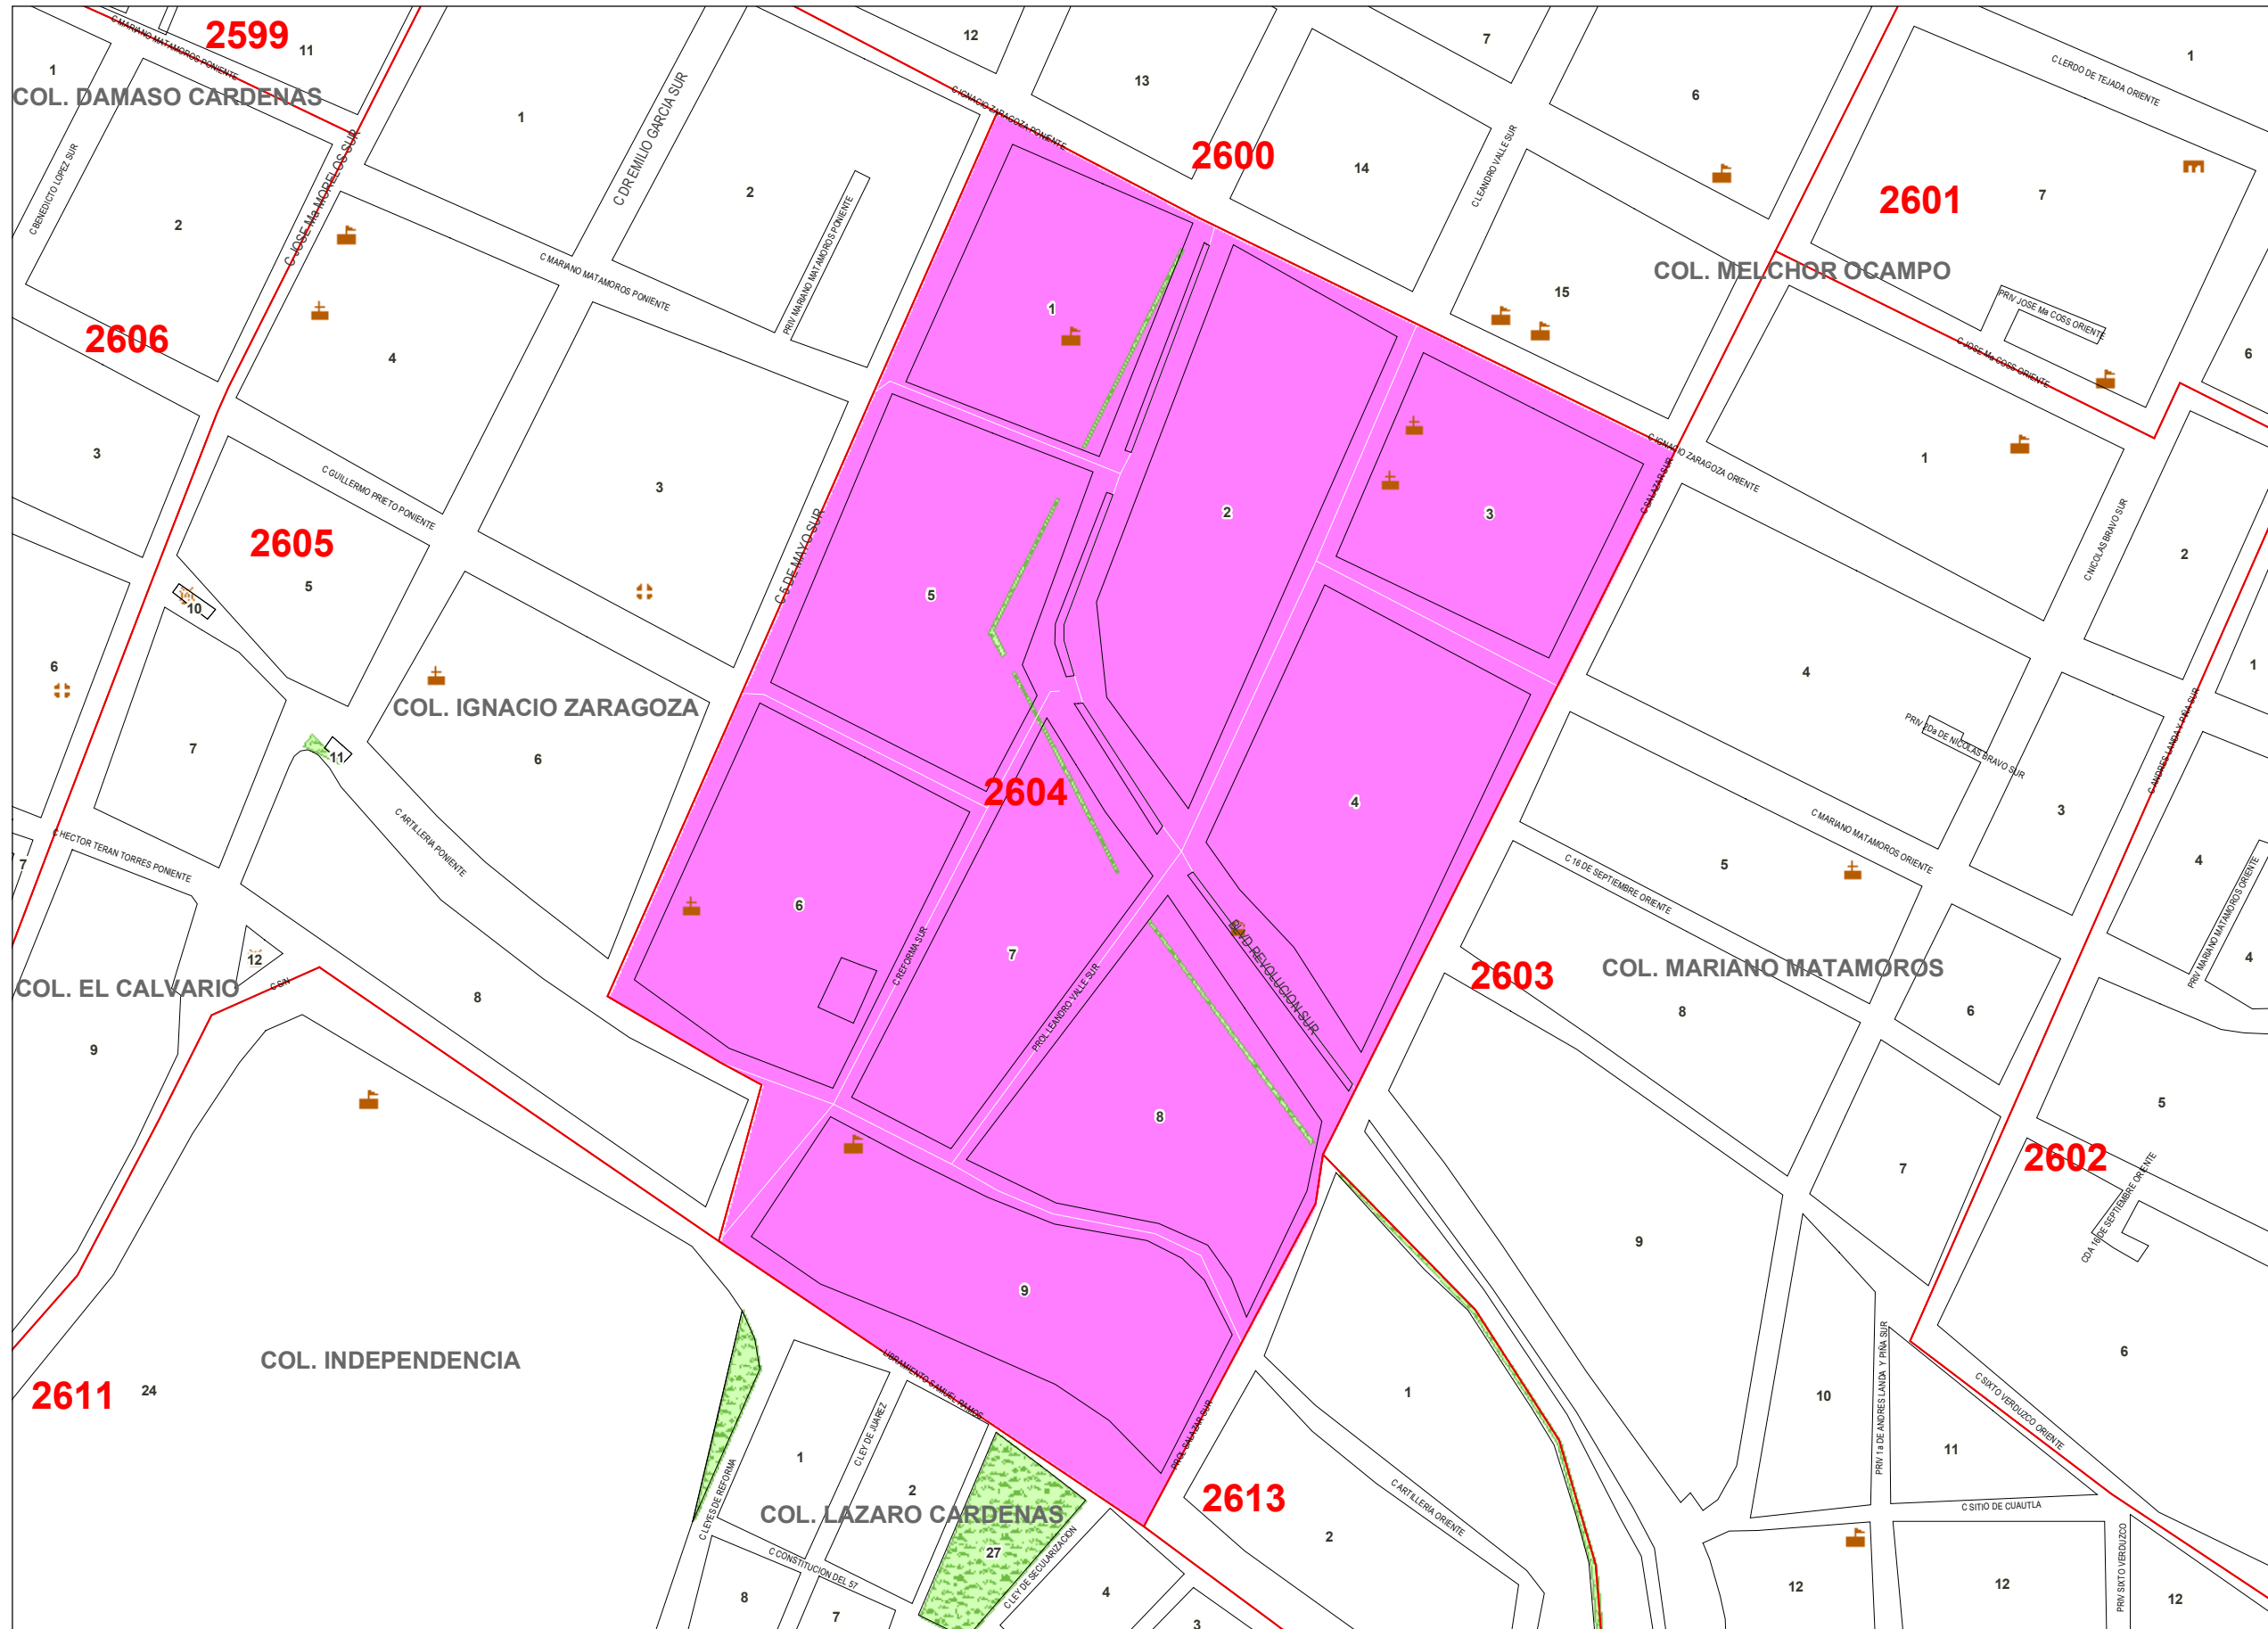 C MARIANO MATAMOROS PONIENTE
2599
11
12
13
7
6
1
C LERDO DE TEJADA ORIENTE
1
COL. DAMASO CARDENAS
1
C DR EMILIO GARCIA SUR
C IGNACIO ZARAGOZA PONIENTE
2600
14
C LEANDRO VALLE SUR
2601
7
C BENEDICTO LOPEZ SUR
2
C JOSE Ma MORELOS SUR
2
PRIV MARIANO MATAMOROS PONIENTE
C MARIANO MATAMOROS PONIENTE
COL. MELCHOR OCAMPO
15
PRIV JOSE Ma COSS ORIENTE
C JOSE Ma COSS ORIENTE
6
2606
4
1
3
C GUILLERMO PRIETO PONIENTE
3
C 5 DE MAYO SUR
2
3
C SALAZAR SUR
C IGNACIO ZARAGOZA ORIENTE
1
C NICOLAS BRAVO SUR
2
2605
5
10
5
6
4
1
COL. IGNACIO ZARAGOZA
7
11
6
2604
4
PRIV 2Da DE NICOLAS BRAVO SUR
C ANDRES LANDA Y PIÑA SUR
3
C ARTILLERIA PONIENTE
C HECTOR TERAN TORRES PONIENTE
7
C MARIANO MATAMOROS ORIENTE
5
C 16 DE SEPTIEMBRE ORIENTE
4
PRIV MARIANO MATAMOROS ORIENTE
4
6
C REFORMA SUR
7
BLVD REVOLUCION SUR
2603
COL. MARIANO MATAMOROS
12
COL. EL CALVARIO
C S/N
8
PROL LEANDRO VALLE SUR
8
6
9
8
5
7
2602
CDA 16 DE SEPTIEMBRE ORIENTE
9
9
COL. INDEPENDENCIA
2611
24
LIBRAMIENTO SAMUEL RAMOS
C LEY DE JUAREZ
PROL SALAZAR SUR
1
10
PRIV 1a DE ANDRES LANDA Y PIÑA SUR
6
C SIXTO VERDUZCO ORIENTE
11
1
C LEYES DE REFORMA
2
COL. LAZARO CARDENAS
2613
C ARTILLERIA ORIENTE
C SITIO DE CUAUTLA
2
27
C CONSTITUCION DEL 57
C LEY DE SECULARIZACION
8
7
4
3
12
12
PRIV SIXTO VERDUZCO
12